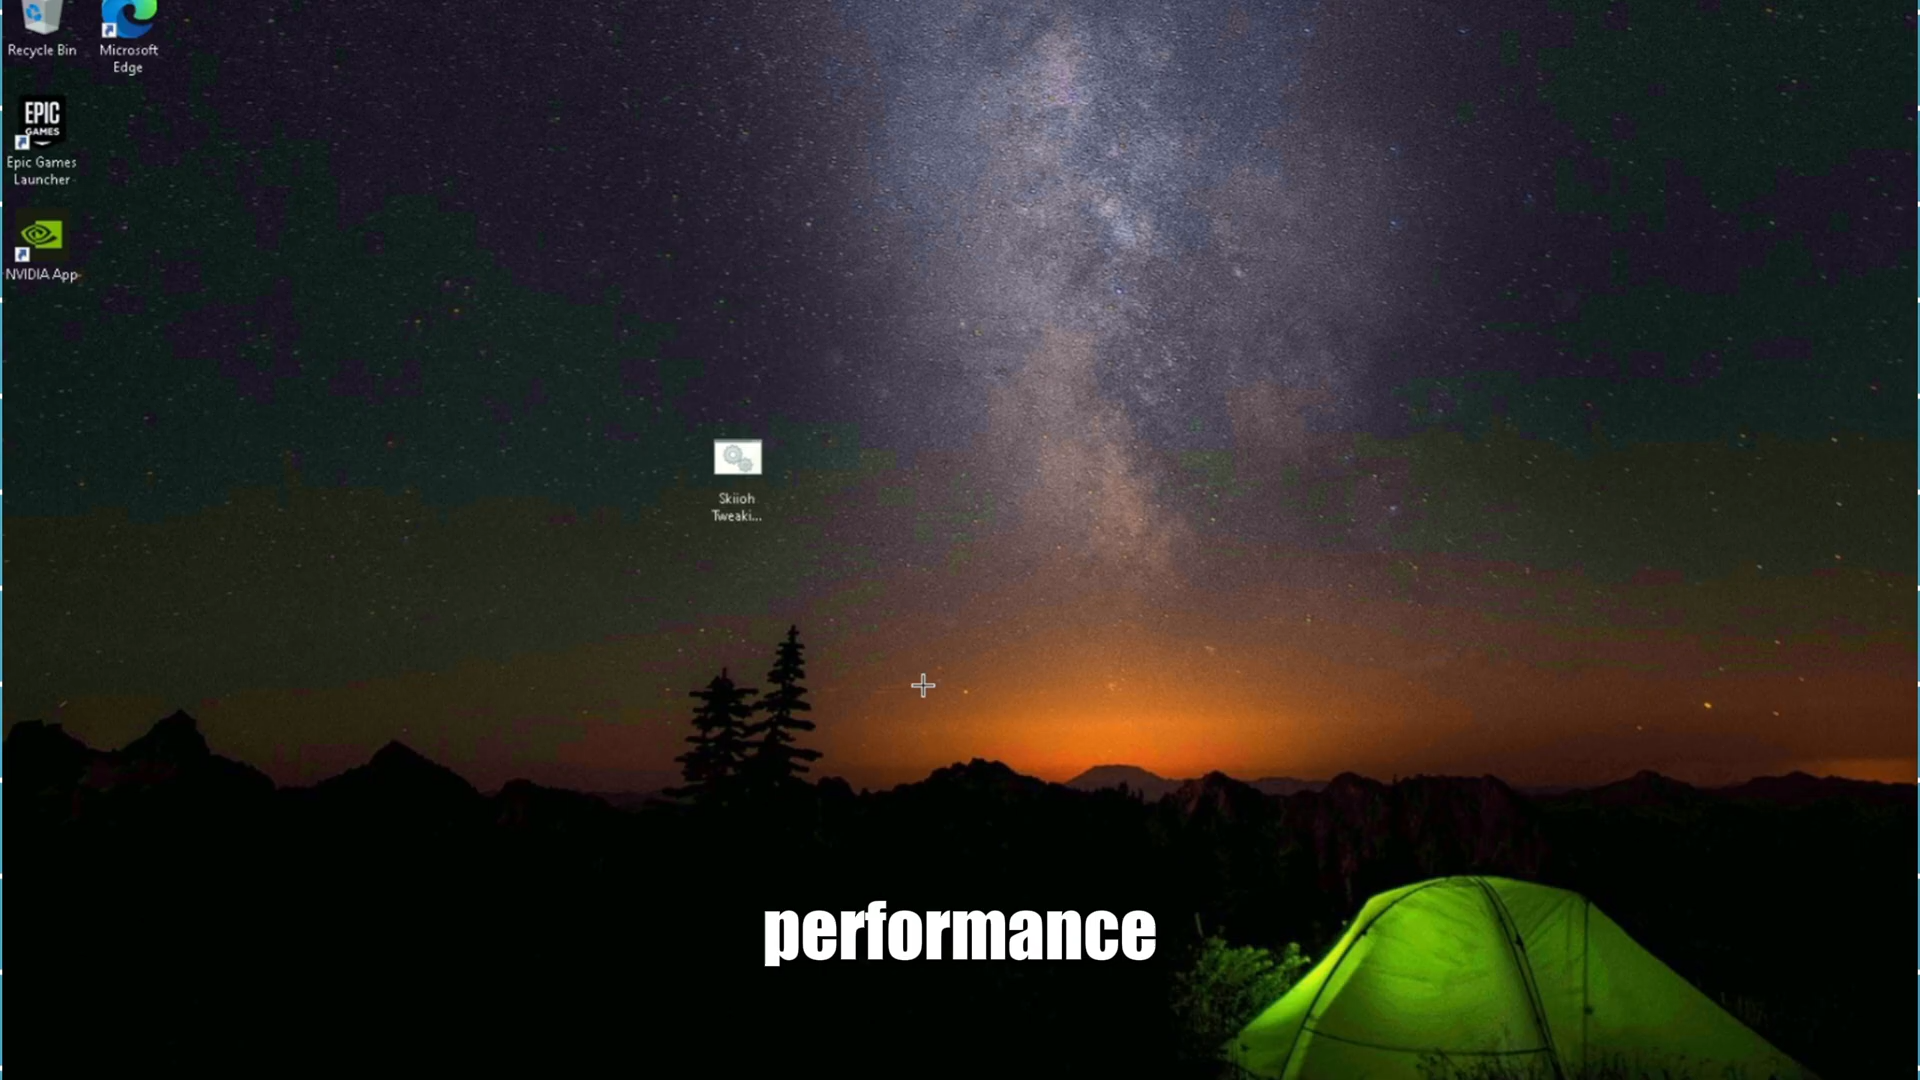 Recycle Bin
Microsoft
Edge
EPIC
GAMES
Epic Games
Launcher
NVIDIA App
Skiioh
Tweaki...
performance